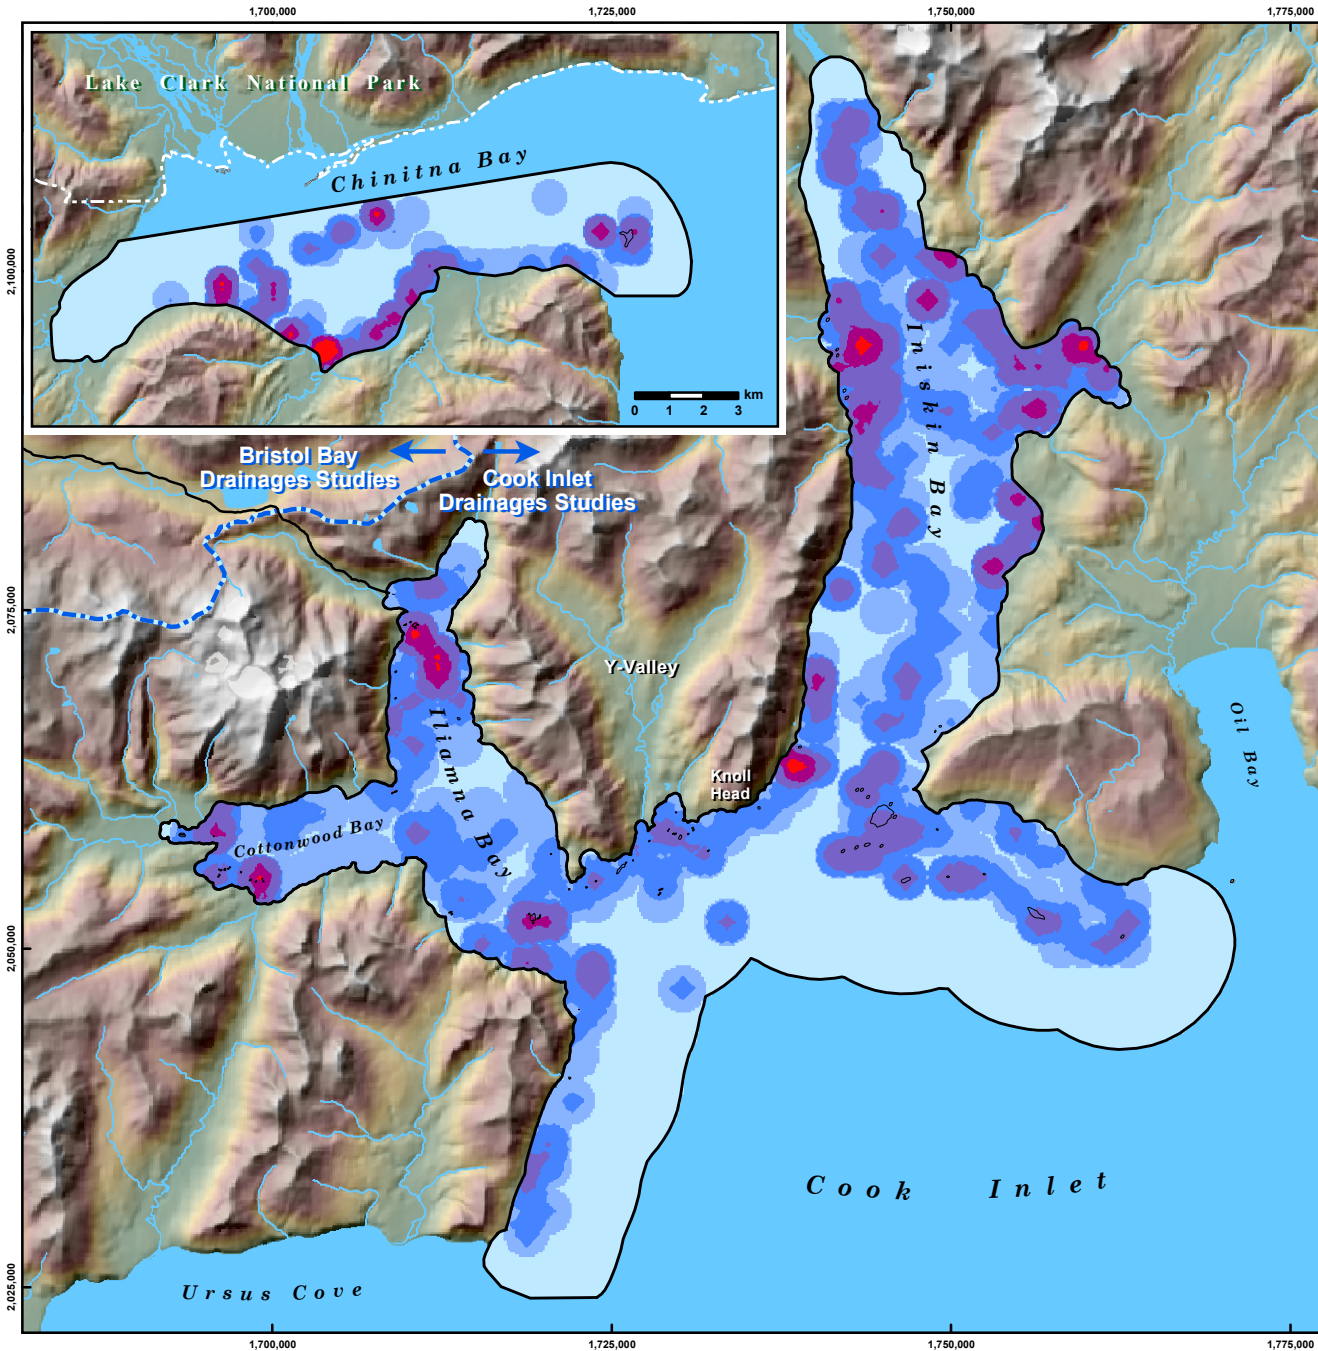 1,700,000
1,725,000
1,750,000
1,775,000
Lake Clark National Park
Chinitna Bay
2,100,000
km
0 1 2 3
Iniskin Bay
Bristol Bay
Drainages Studies
Cook Inlet
Drainages Studies
2,075,000
Y-Valley
Oil Bay
Iliamna Bay
Knoll
Head
Cottonwood Bay
2,050,000
Cook Inlet
Ursus Cove
2,025,000
1,700,000
1,725,000
1,750,000
1,775,000